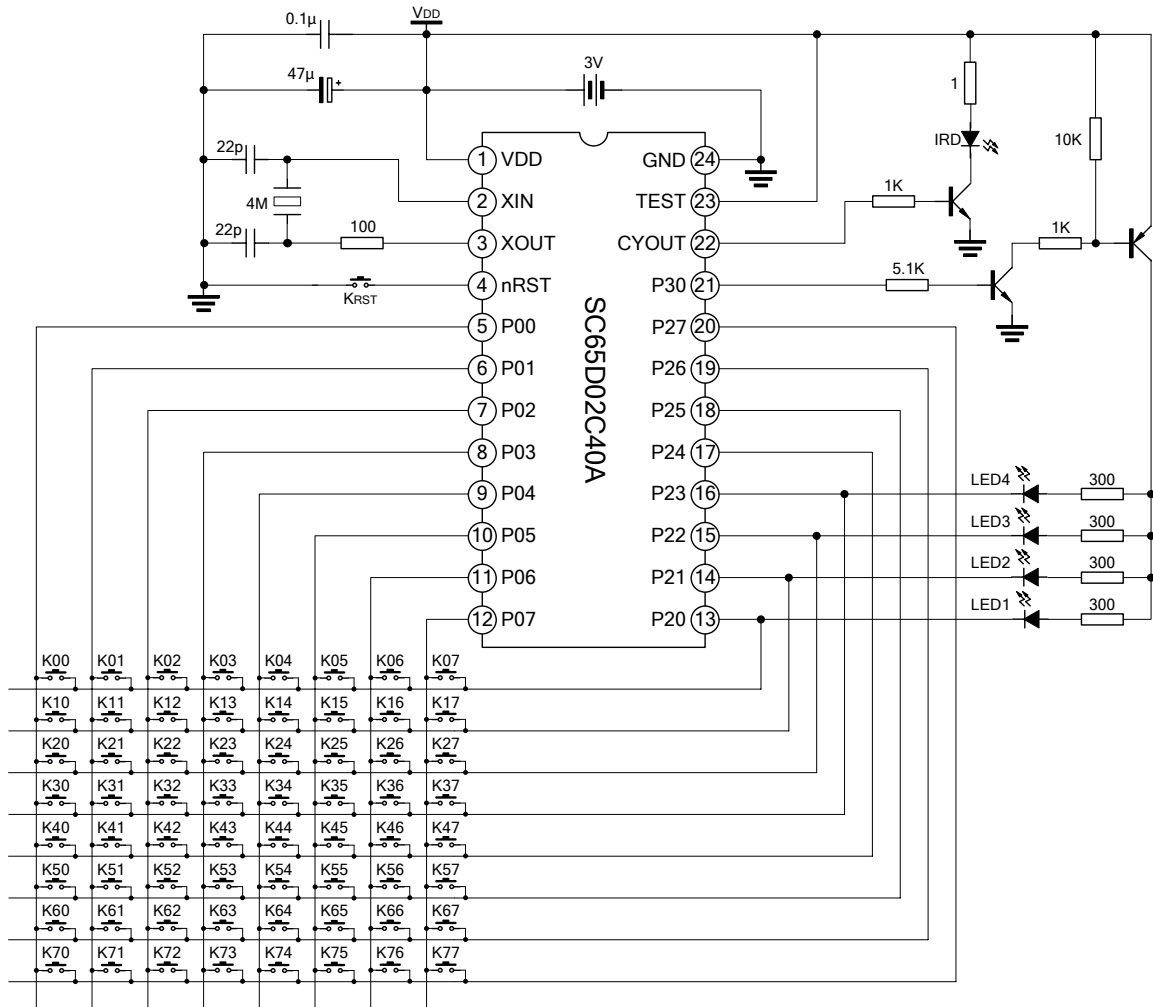 VDD
0.1μ
47μ
+
3V
22p
4M
22p
100
KRST
1 VDD
2 XIN
3 XOUT
4 nRST
5 P00
6 P01
7 P02
8 P03
9 P04
10 P05
11 P06
12 P07
SC65D02C40A
GND 24
TEST 23
CYOUT 22
P30 21
P27 20
P26 19
P25 18
P24 17
P23 16
P22 15
P21 14
P20 13
1
IRD
10K
1K
1K
5.1K
LED4 300
LED3 300
LED2 300
LED1 300
K00 K01 K02 K03 K04 K05 K06 K07
K10 K11 K12 K13 K14 K15 K16 K17
K20 K21 K22 K23 K24 K25 K26 K27
K30 K31 K32 K33 K34 K35 K36 K37
K40 K41 K42 K43 K44 K45 K46 K47
K50 K51 K52 K53 K54 K55 K56 K57
K60 K61 K62 K63 K64 K65 K66 K67
K70 K71 K72 K73 K74 K75 K76 K77